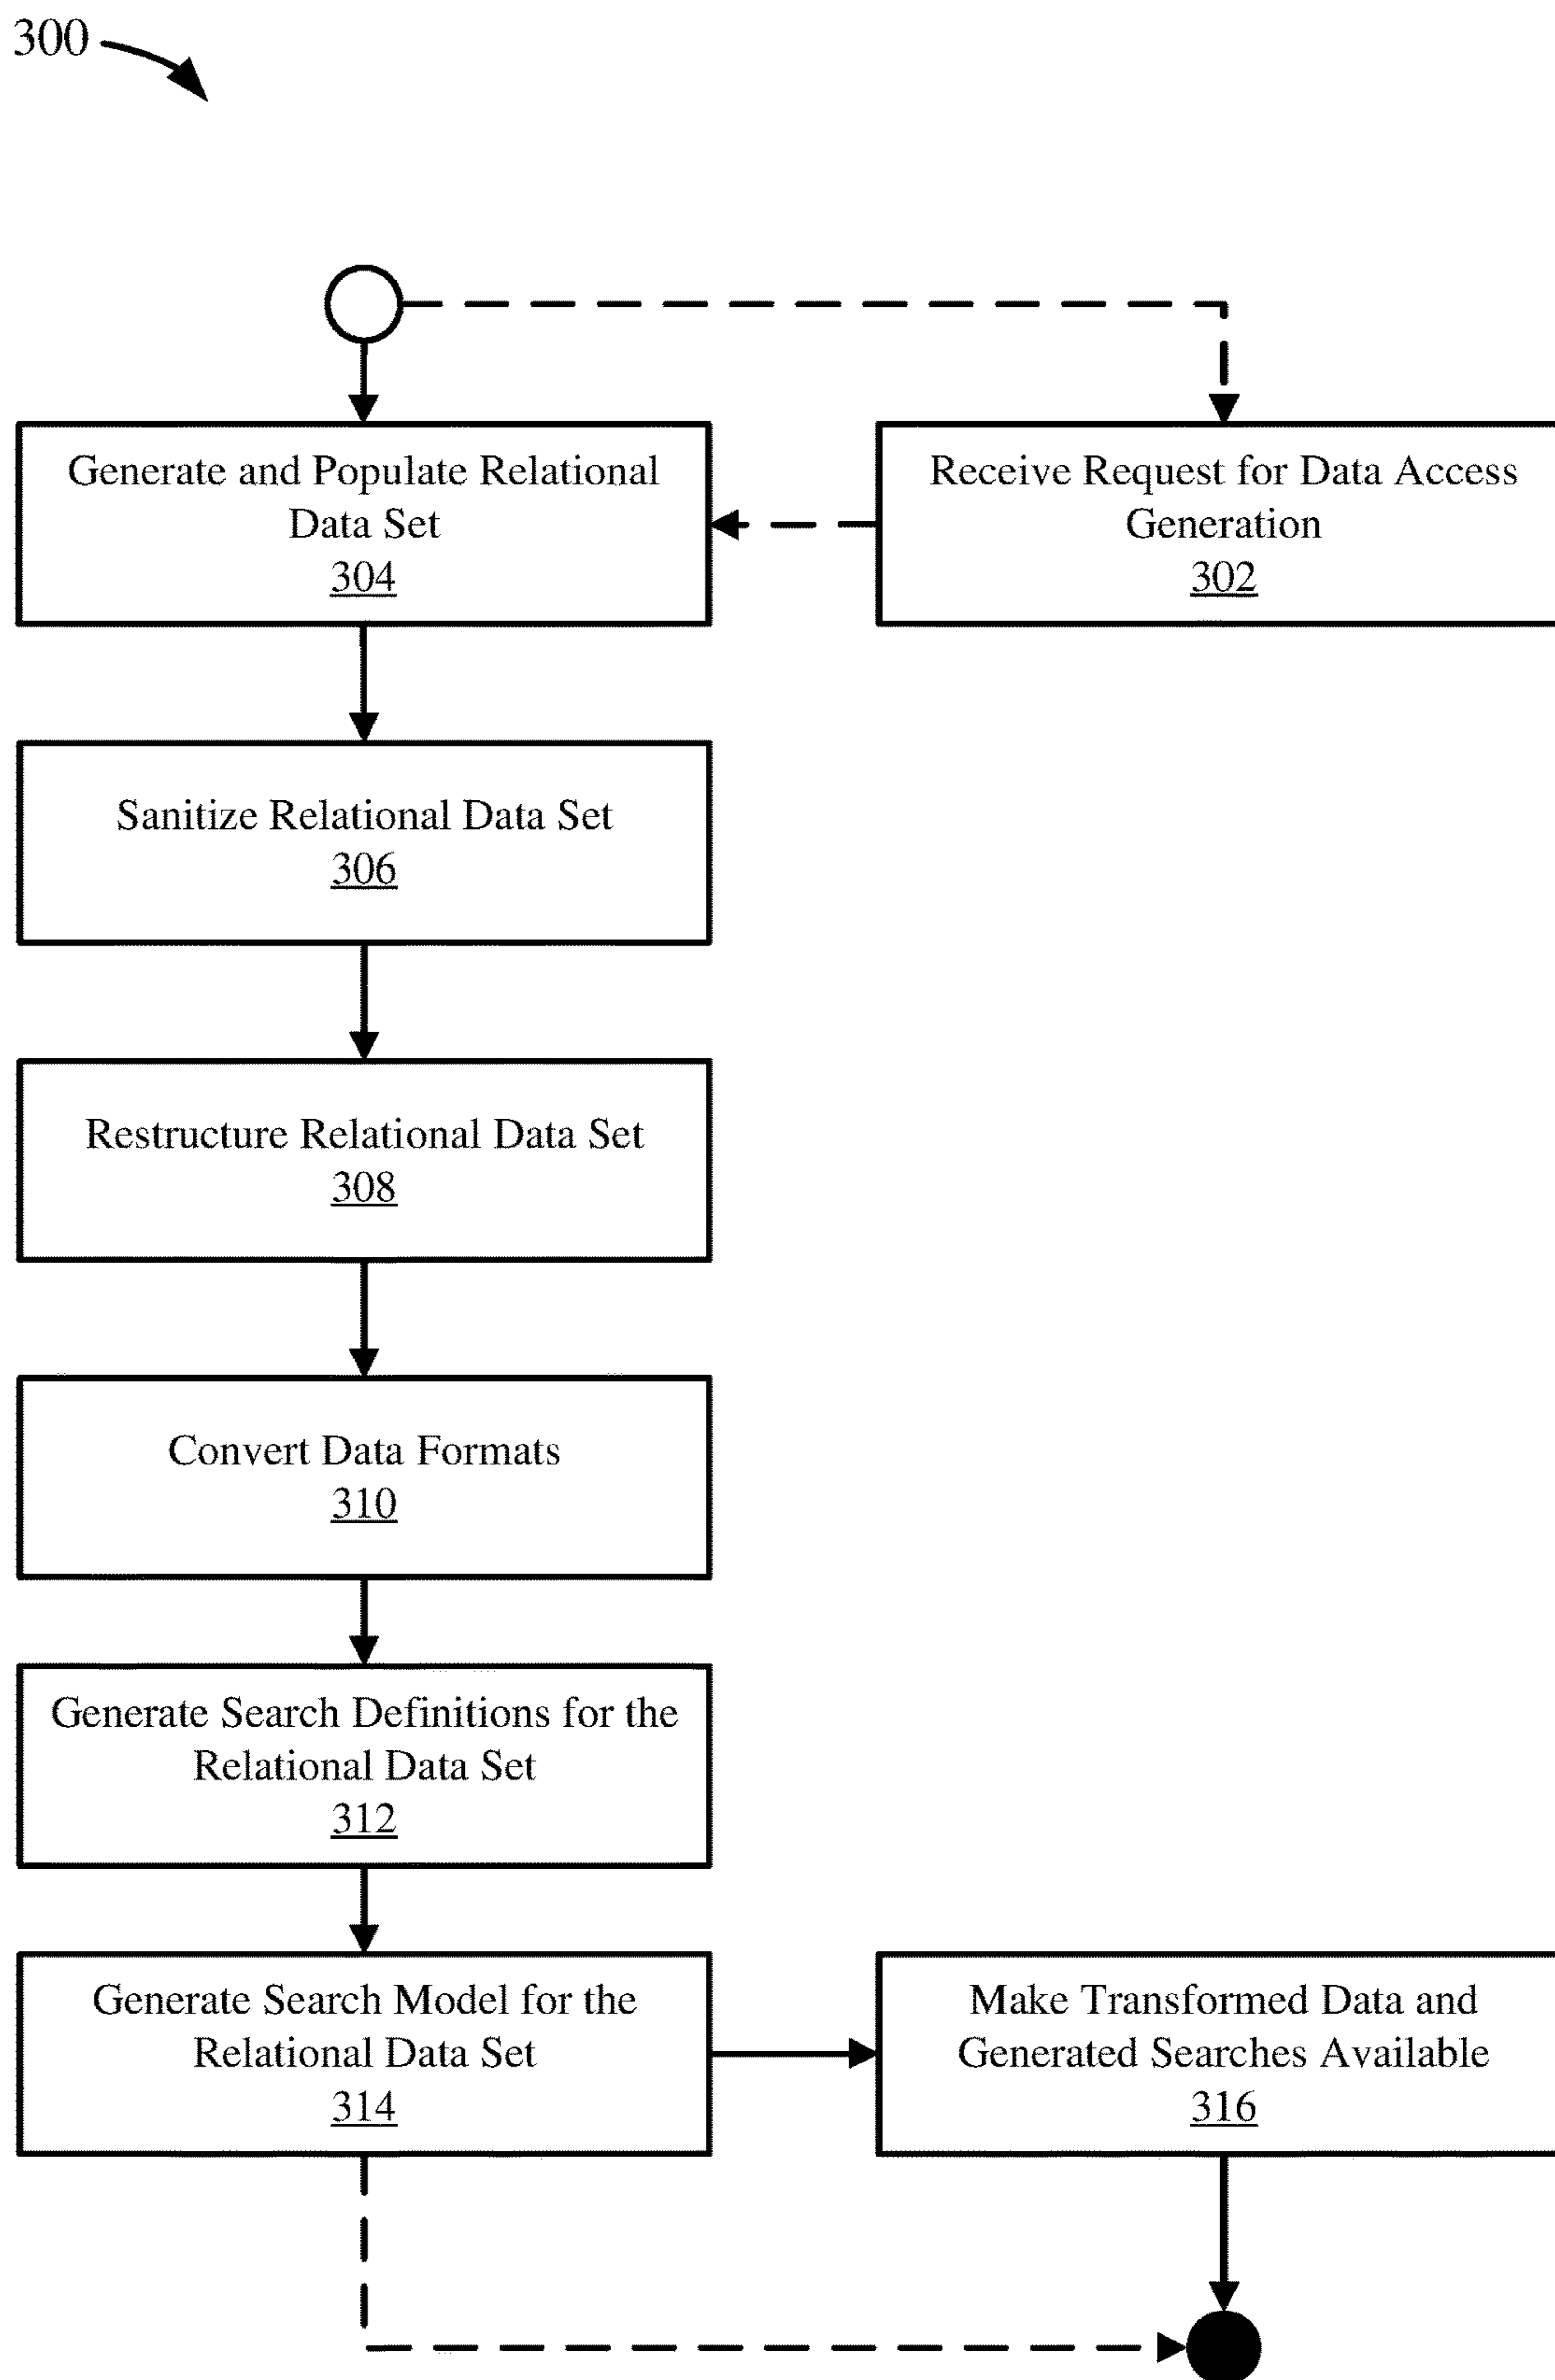 300
Generate and Populate Relational
Data Set
304
Receive Request for Data Access
Generation
302
Sanitize Relational Data Set
306
Restructure Relational Data Set
308
Convert Data Formats
310
Generate Search Definitions for the
Relational Data Set
312
Generate Search Model for the
Relational Data Set
314
Make Transformed Data and
Generated Searches Available
316